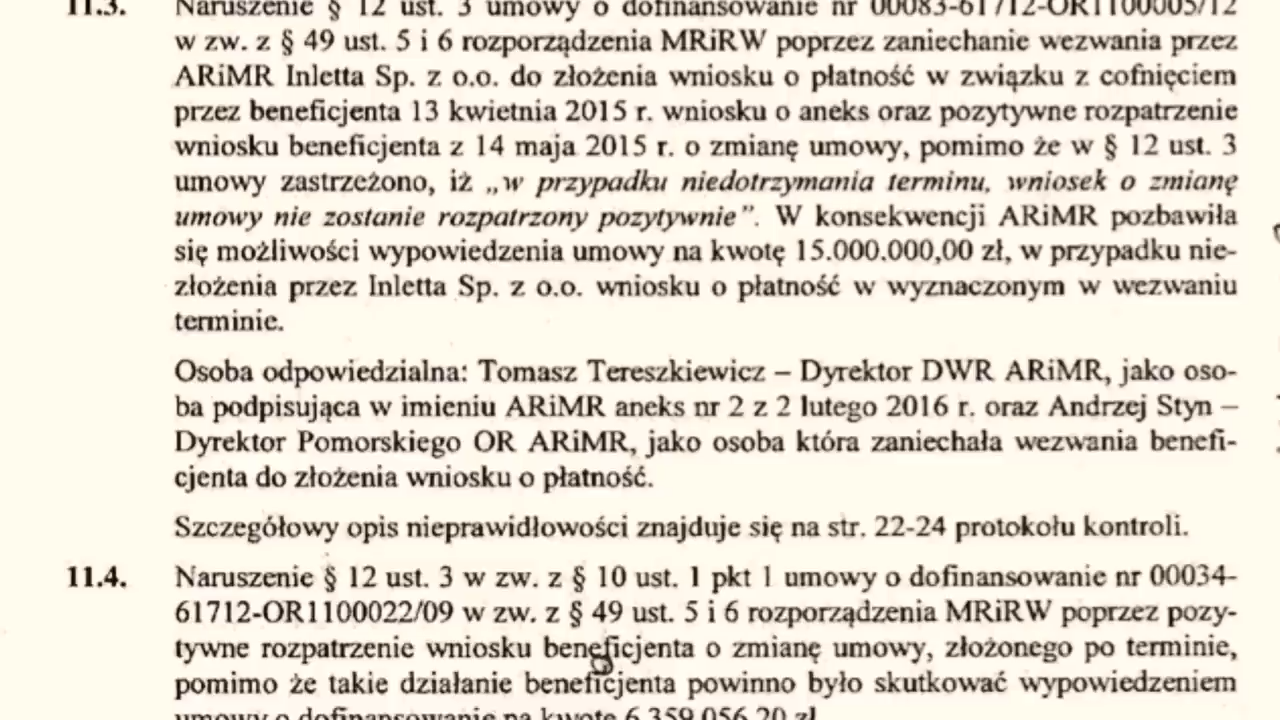 11.3. Naruszenie § 12 ust. 3 umowy o dofinansowanie nr 00083-61712-OR1100005/12
w zw. z § 49 ust. 5 i 6 rozporządzenia MRiRW poprzez zaniechanie wezwania przez
ARiMR Inletta Sp. z o.o. do złożenia wniosku o płatność w związku z cofnięciem
przez beneficjenta 13 kwietnia 2015 r. wniosku o aneks oraz pozytywne rozpatrzenie
wniosku beneficjenta z 14 maja 2015 r. o zmianę umowy, pomimo że w § 12 ust. 3
umowy zastrzeżono, iż „w przypadku niedotrzymania terminu, wniosek o zmianę
umowy nie zostanie rozpatrzony pozytywnie”. W konsekwencji ARiMR pozbawiła
się możliwości wypowiedzenia umowy na kwotę 15.000.000,00 zł, w przypadku nie-
złożenia przez Inletta Sp. z o.o. wniosku o płatność w wyznaczonym w wezwaniu
terminie.
Osoba odpowiedzialna: Tomasz Tereszkiewicz – Dyrektor DWR ARiMR, jako oso-
ba podpisująca w imieniu ARiMR aneks nr 2 z 2 lutego 2016 r. oraz Andrzej Styn –
Dyrektor Pomorskiego OR ARiMR, jako osoba która zaniechała wezwania benefi-
cjenta do złożenia wniosku o płatność.
Szczegółowy opis nieprawidłowości znajduje się na str. 22-24 protokołu kontroli.
11.4. Naruszenie § 12 ust. 3 w zw. z § 10 ust. 1 pkt 1 umowy o dofinansowanie nr 00034-
61712-OR1100022/09 w zw. z § 49 ust. 5 i 6 rozporządzenia MRiRW poprzez pozy-
tywne rozpatrzenie wniosku beneficjenta o zmianę umowy, złożonego po terminie,
pomimo że takie działanie beneficjenta powinno było skutkować wypowiedzeniem
umowy o dofinansowanie na kwotę 6.359.056,20 zł.